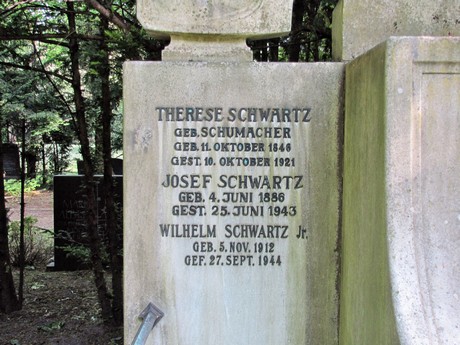 THERESE SCHWARTZ
GEB. SCHUMACHER
GEB. 11. OKTOBER 1846
GEST. 10. OKTOBER 1921
JOSEF SCHWARTZ
GEB. 4. JUNI 1886
GEST. 25. JUNI 1943
WILHELM SCHWARTZ Jr.
GEB. 5. NOV. 1912
GEF. 27. SEPT. 1944